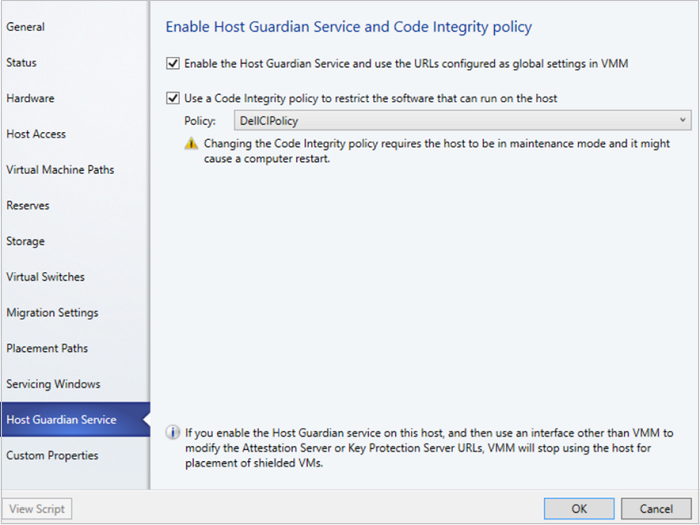 General
Status
Hardware
Host Access
Virtual Machine Paths
Reserves
Storage
Virtual Switches
Migration Settings
Placement Paths
Servicing Windows
Host Guardian Service
Custom Properties
Enable Host Guardian Service and Code Integrity policy
Enable the Host Guardian Service and use the URLs configured as global settings in VMM
Use a Code Integrity policy to restrict the software that can run on the host
Policy: DellCIPolicy
Changing the Code Integrity policy requires the host to be in maintenance mode and it might
cause a computer restart.
If you enable the Host Guardian service on this host, and then use an interface other than VMM to
modify the Attestation Server or Key Protection Server URLs, VMM will stop using the host for
placement of shielded VMs.
View Script
OK
Cancel